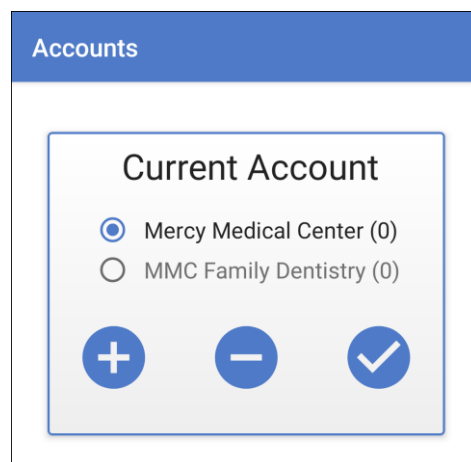 Accounts
Current Account
Mercy Medical Center (0)
MMC Family Dentistry (0)